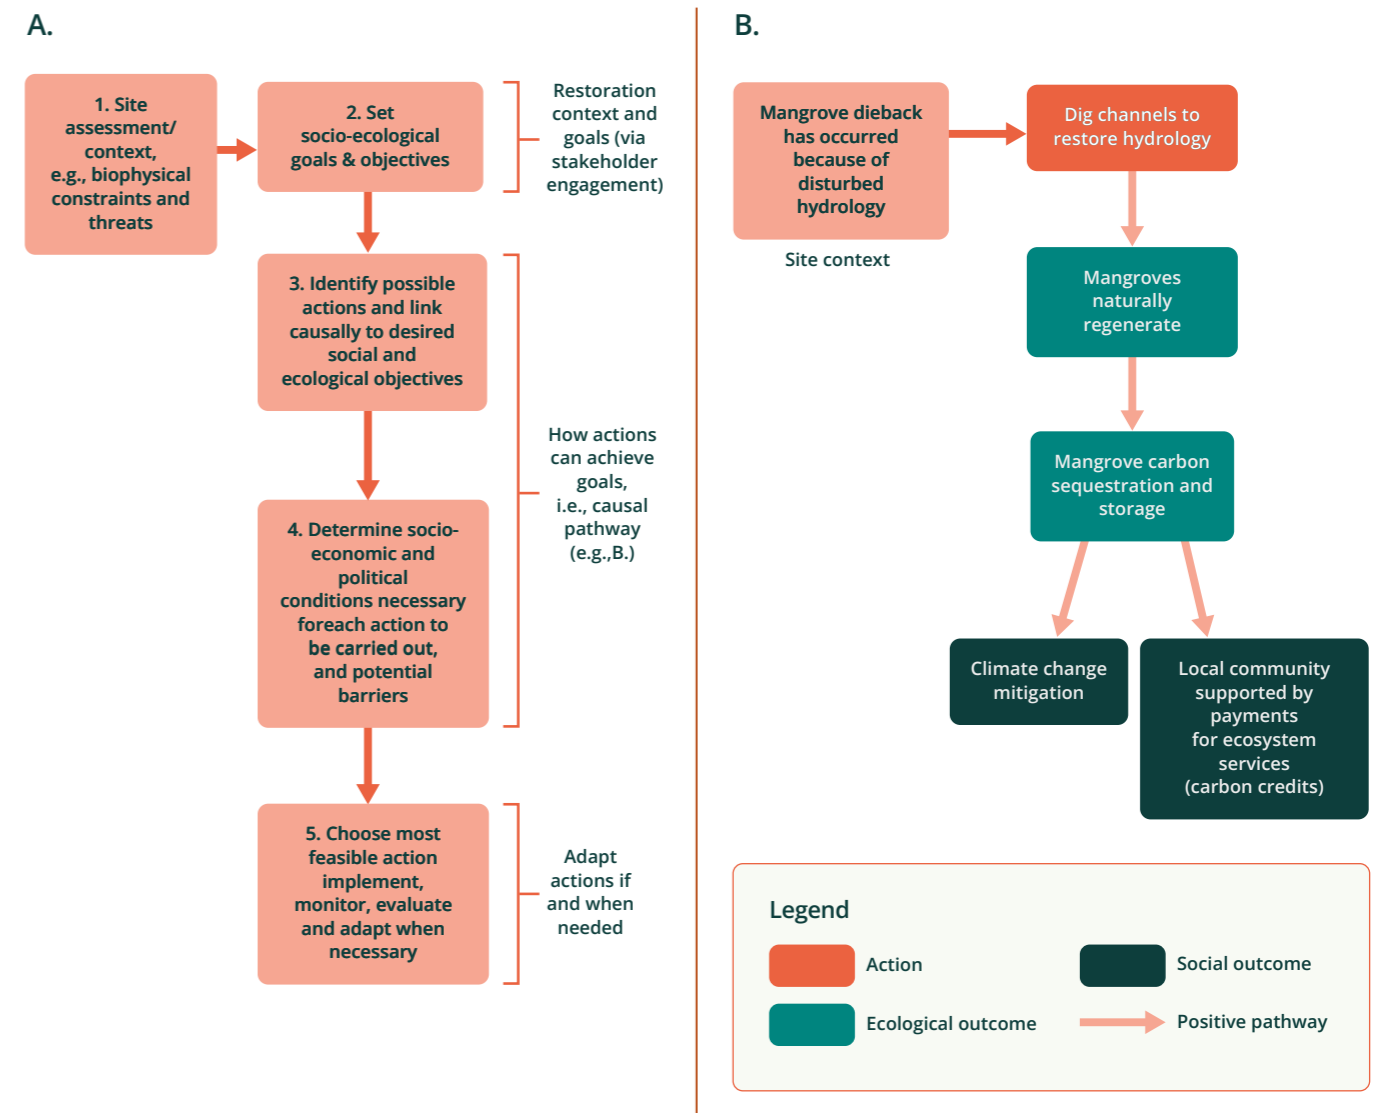 A.
1. Site
assessment/
context,
e.g., biophysical
constraints and
threats
2. Set
socio-ecological
goals & objectives
Restoration
context and
goals (via
stakeholder
engagement)
3. Identify possible
actions and link
causally to desired
social and
ecological objectives
4. Determine socio-
economic and
political
conditions necessary
foreach action to
be carried out,
and potential
barriers
How actions
can achieve
goals,
i.e., causal
pathway
(e.g.,B.)
5. Choose most
feasible action
implement,
monitor, evaluate
and adapt when
necessary
Adapt
actions if
and when
needed
B.
Mangrove dieback
has occurred
because of
disturbed
hydrology
Site context
Dig channels to
restore hydrology
Mangroves
naturally
regenerate
Mangrove carbon
sequestration and
storage
Climate change
mitigation
Local community
supported by
payments
for ecosystem
services
(carbon credits)
Legend
Action
Social outcome
Ecological outcome
Positive pathway